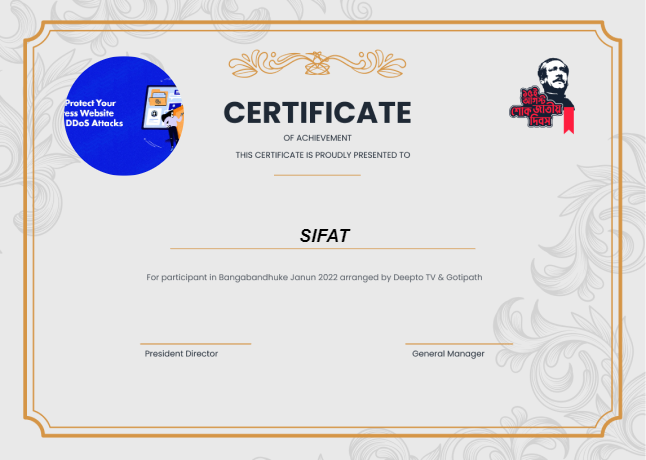 Protect Your
ess Website
DDoS Attacks
CERTIFICATE
OF ACHIEVEMENT
THIS CERTIFICATE IS PROUDLY PRESENTED TO
১৫ই
আগস্ট
শোক জাতীয়
দিবস
SIFAT
For participant in Bangabandhuke Janun 2022 arranged by Deepto TV & Gotipath
President Director
General Manager